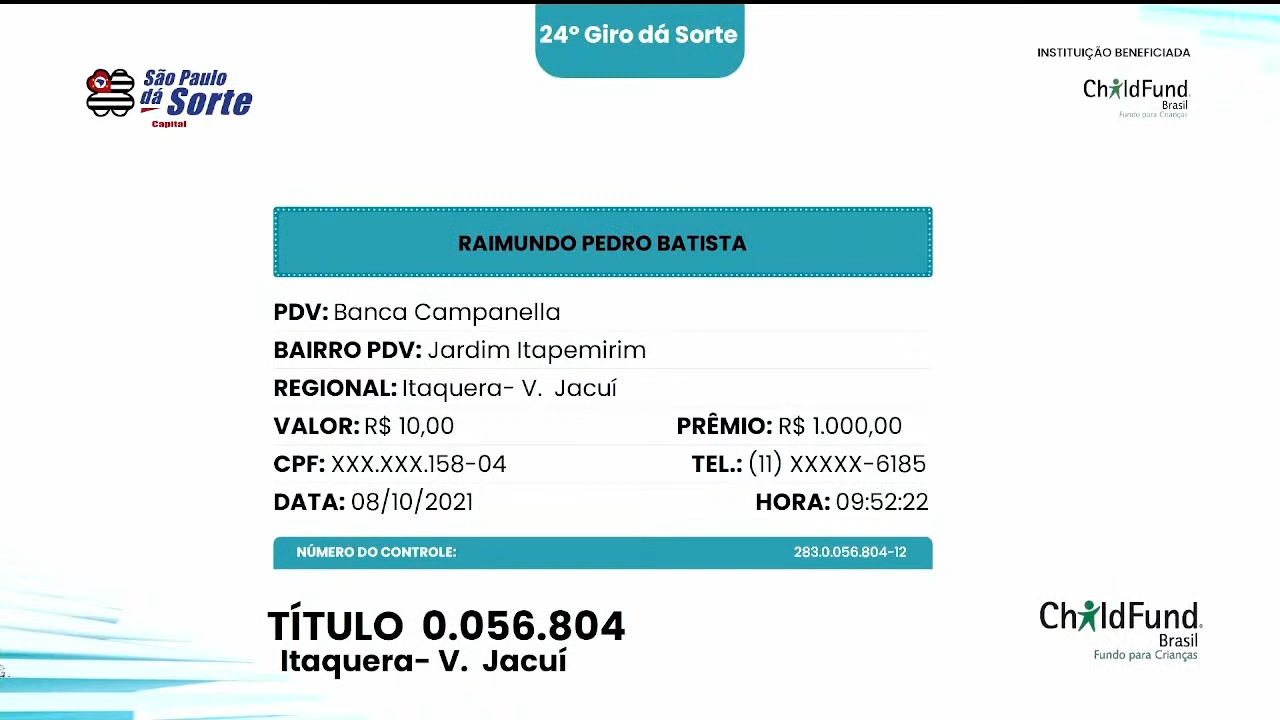 24º Giro dá Sorte
INSTITUIÇÃO BENEFICIADA
São Paulo
dá Sorte
Capital
ChildFund
Brasil
Fundo para Crianças
RAIMUNDO PEDRO BATISTA
PDV: Banca Campanella
BAIRRO PDV: Jardim Itapemirim
REGIONAL: Itaquera- V. Jacuí
VALOR: R$ 10,00 PRÊMIO: R$ 1.000,00
CPF: XXX.XXX.158-04 TEL.: (11) XXXXX-6185
DATA: 08/10/2021 HORA: 09:52:22
NÚMERO DO CONTROLE: 283.0.056.804-12
TÍTULO 0.056.804
Itaquera- V. Jacuí
ChildFund
Brasil
Fundo para Crianças